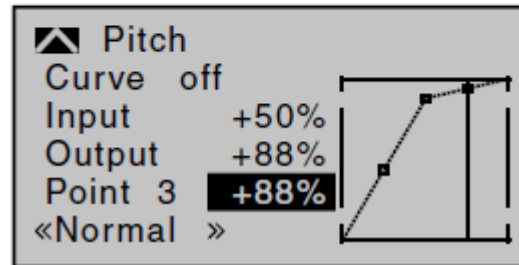 Pitch
Curve off
Input +50%
Output +88%
Point 3 +88%
«Normal »